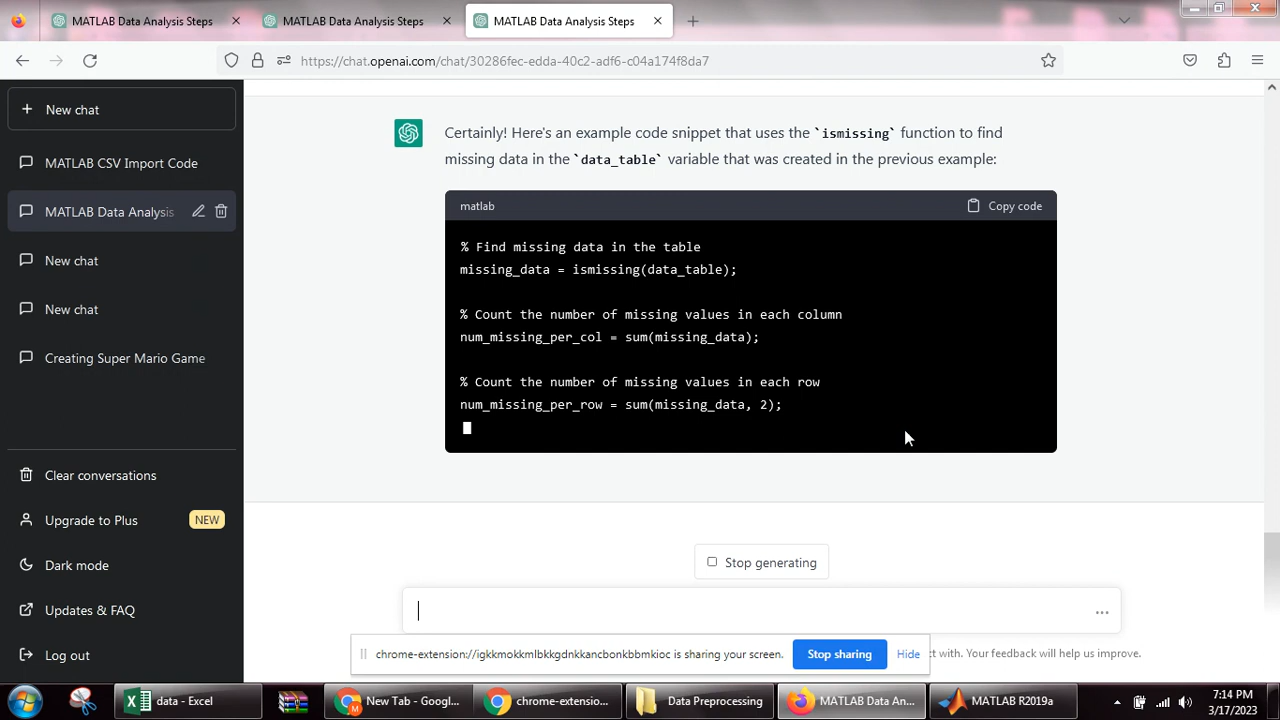 MATLAB Data Analysis Steps
MATLAB Data Analysis Steps
MATLAB Data Analysis Steps
https://chat.openai.com/chat/30286fec-edda-40c2-adf6-c04a174f8da7
New chat
MATLAB CSV Import Code
MATLAB Data Analysis
New chat
New chat
Creating Super Mario Game
Clear conversations
Upgrade to Plus NEW
Dark mode
Updates & FAQ
Log out
Certainly! Here's an example code snippet that uses the `ismissing` function to find
missing data in the `data_table` variable that was created in the previous example:
matlab Copy code
% Find missing data in the table
missing_data = ismissing(data_table);
% Count the number of missing values in each column
num_missing_per_col = sum(missing_data);
% Count the number of missing values in each row
num_missing_per_row = sum(missing_data, 2);
Stop generating
chrome-extension://igkkmokkmlbkkgdnkkancbonkbbmkioc is sharing your screen. Stop sharing Hide
ct with. Your feedback will help us improve.
data - Excel
New Tab - Googl...
chrome-extensio...
Data Preprocessing
MATLAB Data An...
MATLAB R2019a
7:14 PM
3/17/2023